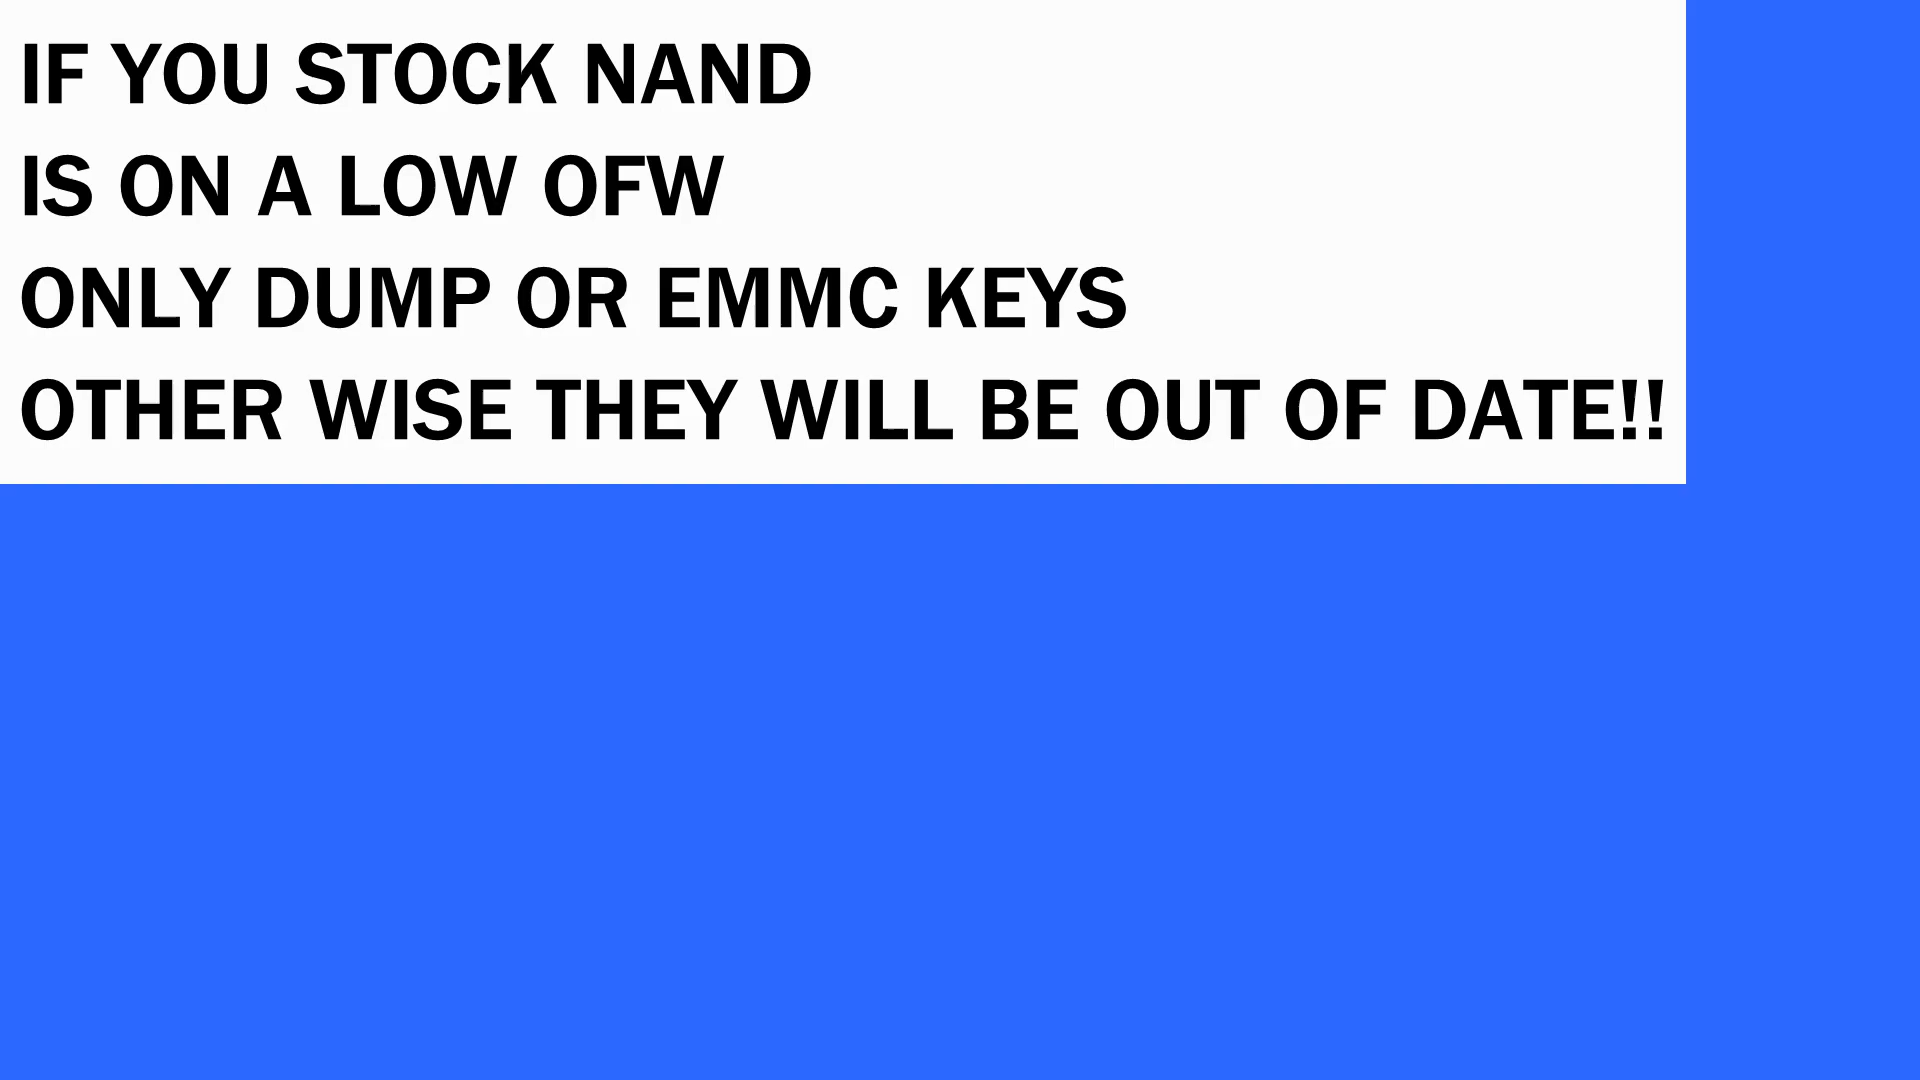 IF YOU STOCK NAND
IS ON A LOW OFW
ONLY DUMP OR EMMC KEYS
OTHER WISE THEY WILL BE OUT OF DATE!!